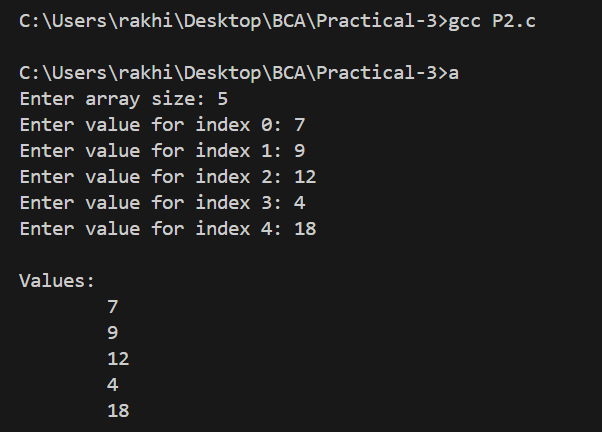 C:\Users\rakhi\Desktop\BCA\Practical-3>gcc P2.c
C:\Users\rakhi\Desktop\BCA\Practical-3>a
Enter array size: 5
Enter value for index 0: 7
Enter value for index 1: 9
Enter value for index 2: 12
Enter value for index 3: 4
Enter value for index 4: 18
Values:
7
9
12
4
18